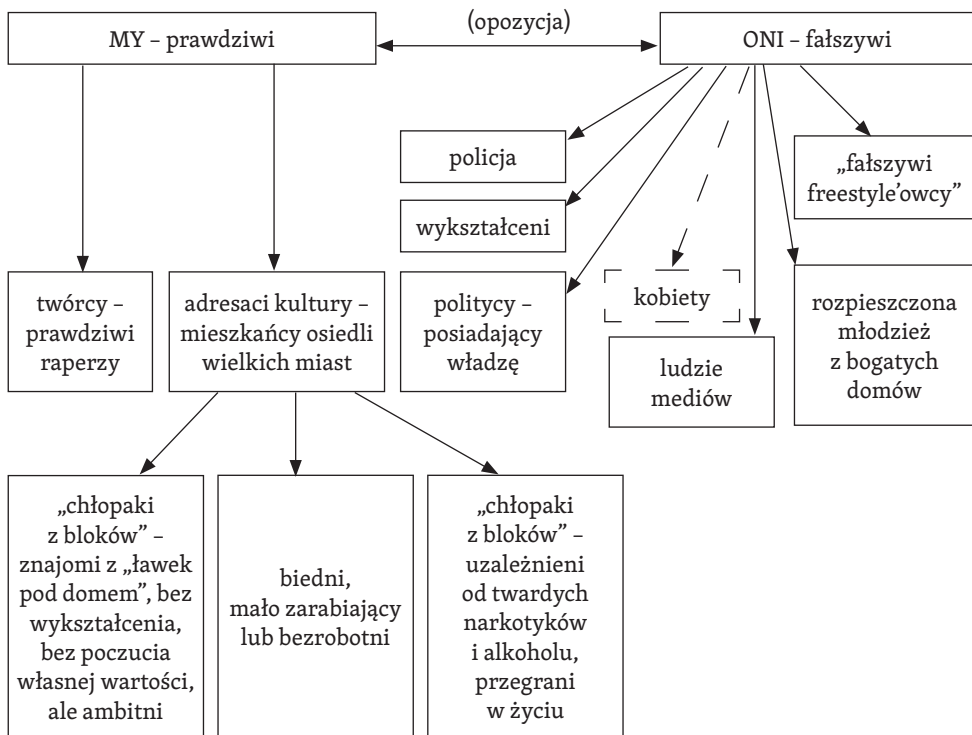 (opozycja)
MY – prawdziwi
ONI – fałszywi
policja
„fałszywi
freestyle’owcy”
wykształceni
twórcy –
prawdziwi
raperzy
adresaci kultury –
mieszkańcy osiedli
wielkich miast
politycy –
posiadający
władzę
kobiety
ludzie
mediów
rozpieszczona
młodzież
z bogatych
domów
„chłopaki
z bloków” –
znajomi z „ławek
pod domem”, bez
wykształcenia,
bez poczucia
własnej wartości,
ale ambitni
biedni,
mało zarabiający
lub bezrobotni
„chłopaki
z bloków” –
uzależnieni
od twardych
narkotyków
i alkoholu,
przegrani
w życiu